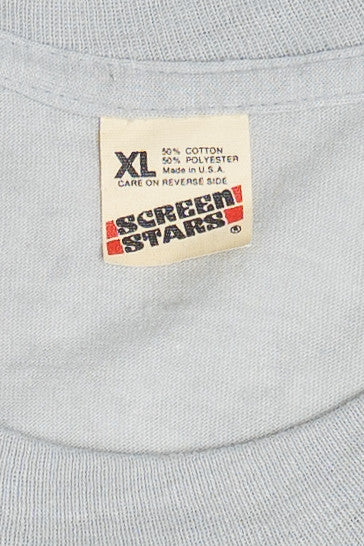 XL
50% COTTON
50% POLYESTER
Made in U.S.A.
CARE ON REVERSE SIDE
SCREEN
STARS
®